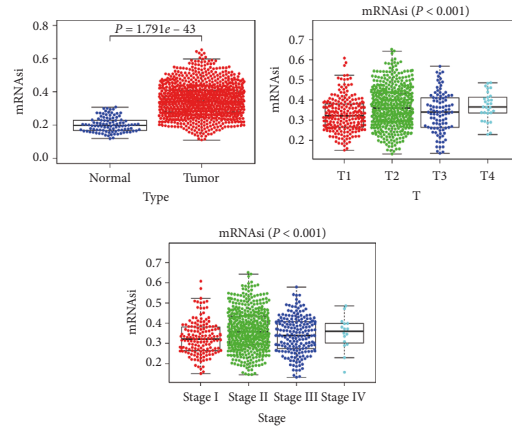 P = 1.791e – 43
mRNAsi
0.8
0.6
0.4
0.2
0.0
Normal
Tumor
Type
mRNAsi (P < 0.001)
mRNAsi
0.7
0.6
0.5
0.4
0.3
0.2
T1
T2
T3
T4
T
mRNAsi (P < 0.001)
mRNAsi
0.7
0.6
0.5
0.4
0.3
0.2
Stage I
Stage II
Stage III
Stage IV
Stage